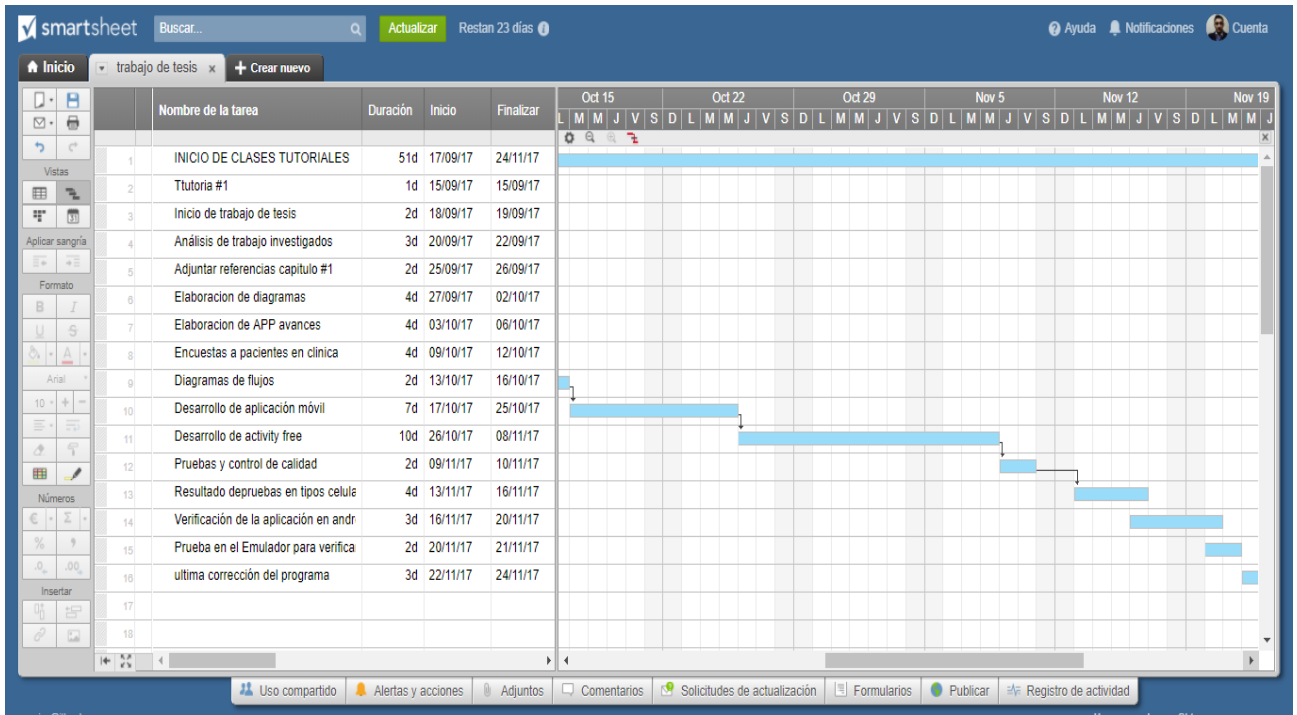 smartsheet Buscar... Actualizar Restan 23 días Ayuda Notificaciones Cuenta
Inicio trabajo de tesis x Crear nuevo
Nombre de la tarea Duración Inicio Finalizar
Oct 15 Oct 22 Oct 29 Nov 5 Nov 12 Nov 19
L M M J V S D L M M J V S D L M M J V S D L M M J V S D L M M J V S D L M M J
1 INICIO DE CLASES TUTORIALES 51d 17/09/17 24/11/17
2 Ttutoria #1 1d 15/09/17 15/09/17
3 Inicio de trabajo de tesis 2d 18/09/17 19/09/17
4 Análisis de trabajo investigados 3d 20/09/17 22/09/17
5 Adjuntar referencias capitulo #1 2d 25/09/17 26/09/17
6 Elaboracion de diagramas 4d 27/09/17 02/10/17
7 Elaboracion de APP avances 4d 03/10/17 06/10/17
8 Encuestas a pacientes en clinica 4d 09/10/17 12/10/17
9 Diagramas de flujos 2d 13/10/17 16/10/17
10 Desarrollo de aplicación móvil 7d 17/10/17 25/10/17
11 Desarrollo de activity free 10d 26/10/17 08/11/17
12 Pruebas y control de calidad 2d 09/11/17 10/11/17
13 Resultado depruebas en tipos celula 4d 13/11/17 16/11/17
14 Verificación de la aplicación en andr 3d 16/11/17 20/11/17
15 Prueba en el Emulador para verifica 2d 20/11/17 21/11/17
16 ultima corrección del programa 3d 22/11/17 24/11/17
17
18
Vistas
31
Aplicar sangría
Formato
B I
U S
A
Arial
10 + −
Números
€ Σ
% ,
.0 .00
Insertar
Uso compartido Alertas y acciones Adjuntos Comentarios Solicitudes de actualización Formularios Publicar Registro de actividad